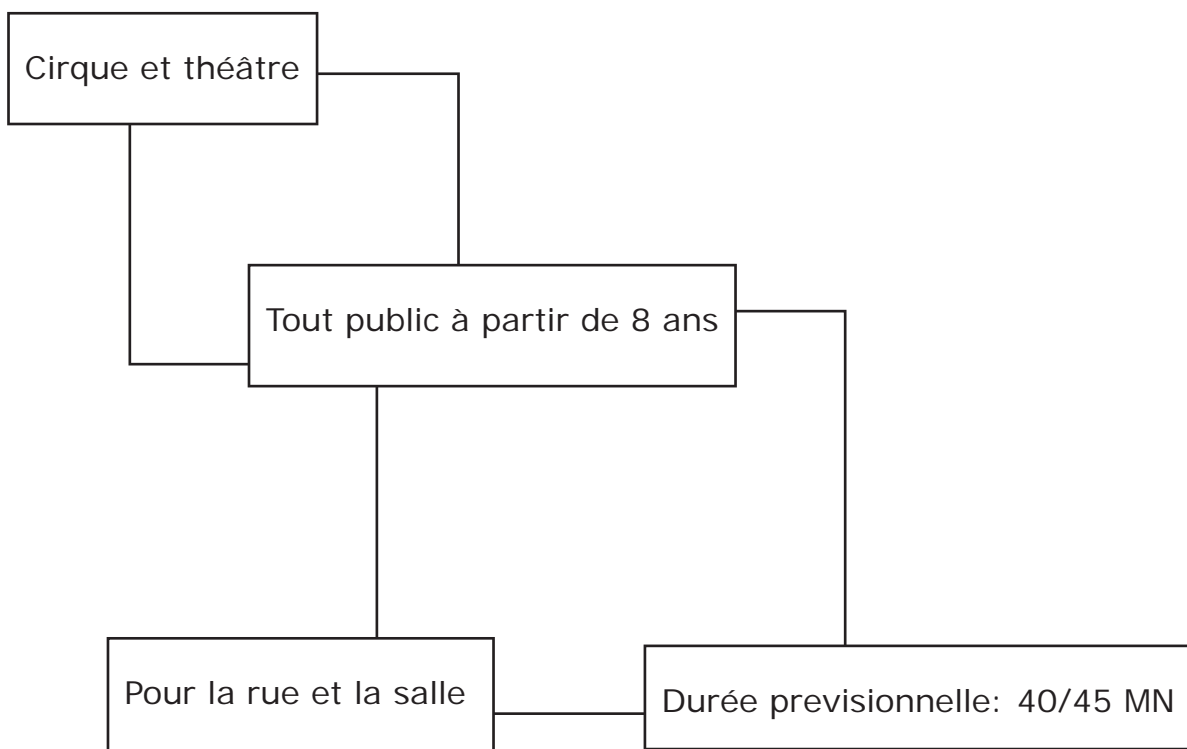 Cirque et théâtre
Tout public à partir de 8 ans
Pour la rue et la salle
Durée previsionnelle: 40/45 MN